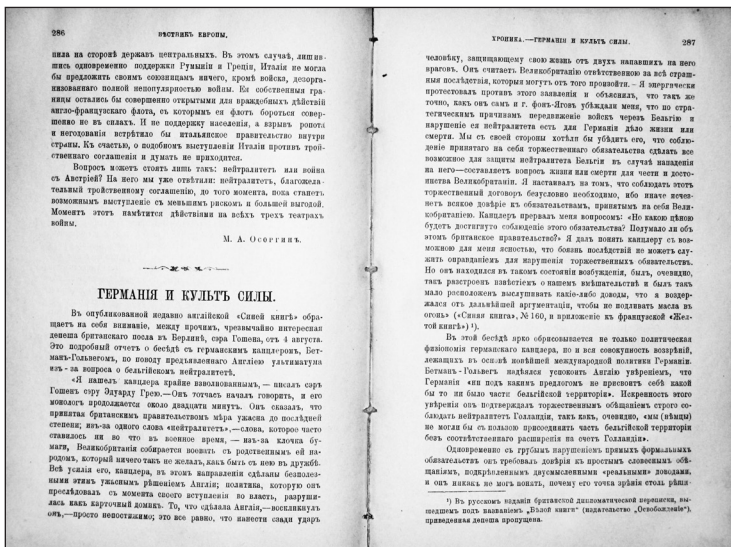 286
ВѢСТНИКЪ ЕВРОПЫ.
пила на сторонѣ державъ центральныхъ. Въ этомъ случаѣ, лишив-
шись одновременно поддержки Румыніи и Греціи, Италія не могла
бы предложить своимъ союзницамъ ничего, кромѣ войска, дезорга-
низованнаго полной непопулярностью войны. Ея собственныя гра-
ницы остались бы совершенно открытыми для враждебныхъ дѣйствій
англо-французскаго флота, съ которымъ ея флотъ бороться совер-
шенно не въ силахъ. И не поддержку населенія, а взрывъ ропота
и негодованія встрѣтило бы итальянское правительство внутри
страны. Къ счастью, о подобномъ выступленіи Италіи противъ трой-
ственнаго соглашенія и думать не приходится.
Вопросъ можетъ стоять лишь такъ: нейтралитетъ или война
съ Австріей? На него мы уже отвѣтили: нейтралитетъ, благожела-
тельный тройственному соглашенію, до того момента, пока станетъ
возможнымъ выступленіе съ меньшимъ рискомъ и большей выгодой.
Моментъ этотъ намѣтится дѣйствіями на всѣхъ трехъ театрахъ
войны.
М. А. Осоргинъ.
ГЕРМАНІЯ И КУЛЬТЪ СИЛЫ.
Въ опубликованной недавно англійской «Синей книгѣ» обра-
щаетъ на себя вниманіе, между прочимъ, чрезвычайно интересная
депеша британскаго посла въ Берлинѣ, сэра Гошена, отъ 4 августа.
Это подробный отчетъ о бесѣдѣ съ германскимъ канцлеромъ, Бет-
манъ-Гольвегомъ, по поводу предъявленнаго Англіею ультиматума
изъ-за вопроса о бельгійскомъ нейтралитетѣ.
«Я нашелъ канцлера крайне взволнованнымъ,— писалъ сэръ
Гошенъ сэру Эдуарду Грею.—Онъ тотчасъ началъ говорить, и его
монологъ продолжался около двадцати минутъ. Онъ сказалъ, что
принятая британскимъ правительствомъ мѣра ужасна до послѣдней
степени; изъ-за одного слова «нейтралитетъ»,—слова, которое часто
ставилось ни во что въ военное время, — изъ-за клочка бу-
маги, Великобританія собирается воевать съ родственнымъ ей на-
родомъ, который ничего такъ не желалъ, какъ быть съ нею въ дружбѣ.
Всѣ усилія его, канцлера, въ этомъ направленіи сдѣланы безполез-
ными этимъ ужаснымъ рѣшеніемъ Англіи; политика, которую онъ
преслѣдовалъ съ момента своего вступленія во власть, разруши-
лась какъ карточный домикъ. То, что сдѣлала Англія,—воскликнулъ
онъ,—просто непостижимо; это все равно, что нанести сзади ударъ
ХРОНИКА.—ГЕРМАНІЯ И КУЛЬТЪ СИЛЫ.
287
человѣку, защищающему свою жизнь отъ двухъ напавшихъ на него
враговъ. Онъ считаетъ Великобританію отвѣтственною за всѣ страш-
ныя послѣдствія, которыя могутъ отъ этого произойти.—Я энергически
протестовалъ противъ этого заявленія и объяснилъ, что такъ же
точно, какъ онъ самъ и г. фонъ-Яговъ убѣждали меня, что по стра-
тегическимъ причинамъ передвиженіе войскъ черезъ Бельгію и
нарушеніе ея нейтралитета есть для Германіи дѣло жизни или
смерти. Мы съ своей стороны хотѣли бы убѣдить его, что соблю-
деніе принятаго на себя торжественнаго обязательства сдѣлать все
возможное для защиты нейтралитета Бельгіи въ случаѣ нападенія
на него—составляетъ вопросъ жизни или смерти для чести и досто-
инства Великобританіи. Я настаивалъ на томъ, что соблюдать этотъ
торжественный договоръ безусловно необходимо, ибо иначе исчез-
нетъ всякое довѣріе къ обязательствамъ, принятымъ на себя Вели-
кобританіею. Канцлеръ прервалъ меня вопросомъ: «Но какою цѣною
будетъ достигнуто соблюденіе этого обязательства? Подумало ли объ
этомъ британское правительство?» Я далъ понять канцлеру съ воз-
можною для меня ясностью, что боязнь послѣдствій не можетъ слу-
жить оправданіемъ для нарушенія торжественныхъ обязательствъ.
Но онъ находился въ такомъ состояніи возбужденія, былъ, очевидно,
такъ разстроенъ извѣстіемъ о нашемъ вмѣшательствѣ и былъ такъ
мало расположенъ выслушивать какіе-либо доводы, что я воздер-
жался отъ дальнѣйшей аргументаціи, чтобы не подливать масла въ
огонь» («Синяя книга», №160, и приложеніе къ французской «Жел-
той книгѣ») ¹).
Въ этой бесѣдѣ ярко обрисовывается не только политическая
физіономія германскаго канцлера, но и вся совокупность воззрѣній,
лежащихъ въ основѣ новѣйшей международной политики Германіи.
Бетманъ-Гольвегъ надѣялся успокоить Англію увѣреніемъ, что
Германія «ни подъ какимъ предлогомъ не присвоитъ себѣ какой
бы то ни было части бельгійской территоріи». Искренность этого
увѣренія онъ подтверждалъ торжественнымъ обѣщаніемъ строго со-
блюдать нейтралитетъ Голландіи, такъ какъ, очевидно, «мы (нѣмцы)
не могли бы съ пользою присоединить часть бельгійской территоріи
безъ соотвѣтственнаго расширенія на счетъ Голландіи».
Одновременно съ грубымъ нарушеніемъ прямыхъ формальныхъ
обязательствъ онъ требовалъ довѣрія къ простымъ словеснымъ обѣ-
щаніямъ, подкрѣпленнымъ двусмысленными «реальными» доводами,
и онъ никакъ не могъ понять, почему его точка зрѣнія столь рѣши-
¹) Въ русскомъ изданіи британской дипломатической переписки, вы-
шедшемъ подъ названіемъ „Бѣлой книги" (издательство „Освобожденіе"),
приведенная депеша пропущена.